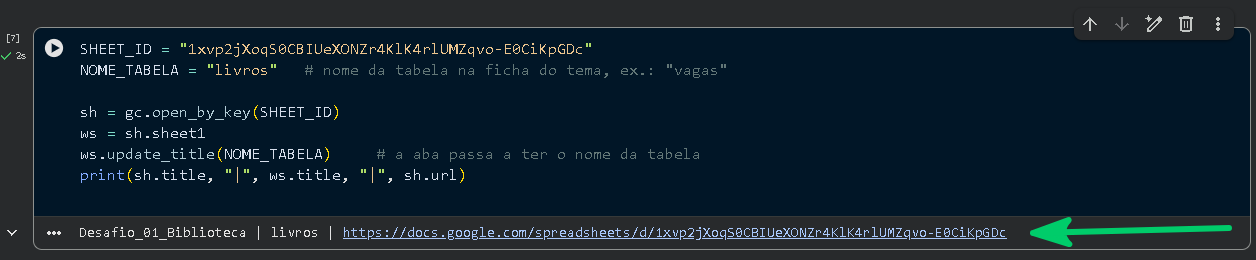 [7]
2s
SHEET_ID = "1xvp2jXoqS0CBIUeXONZr4KlK4rlUMZqvo-E0CiKpGDc"
NOME_TABELA = "livros"   # nome da tabela na ficha do tema, ex.: "vagas"
sh = gc.open_by_key(SHEET_ID)
ws = sh.sheet1
ws.update_title(NOME_TABELA)      # a aba passa a ter o nome da tabela
print(sh.title, "|", ws.title, "|", sh.url)
Desafio_01_Biblioteca | livros | https://docs.google.com/spreadsheets/d/1xvp2jXoqS0CBIUeXONZr4KlK4rlUMZqvo-E0CiKpGDc